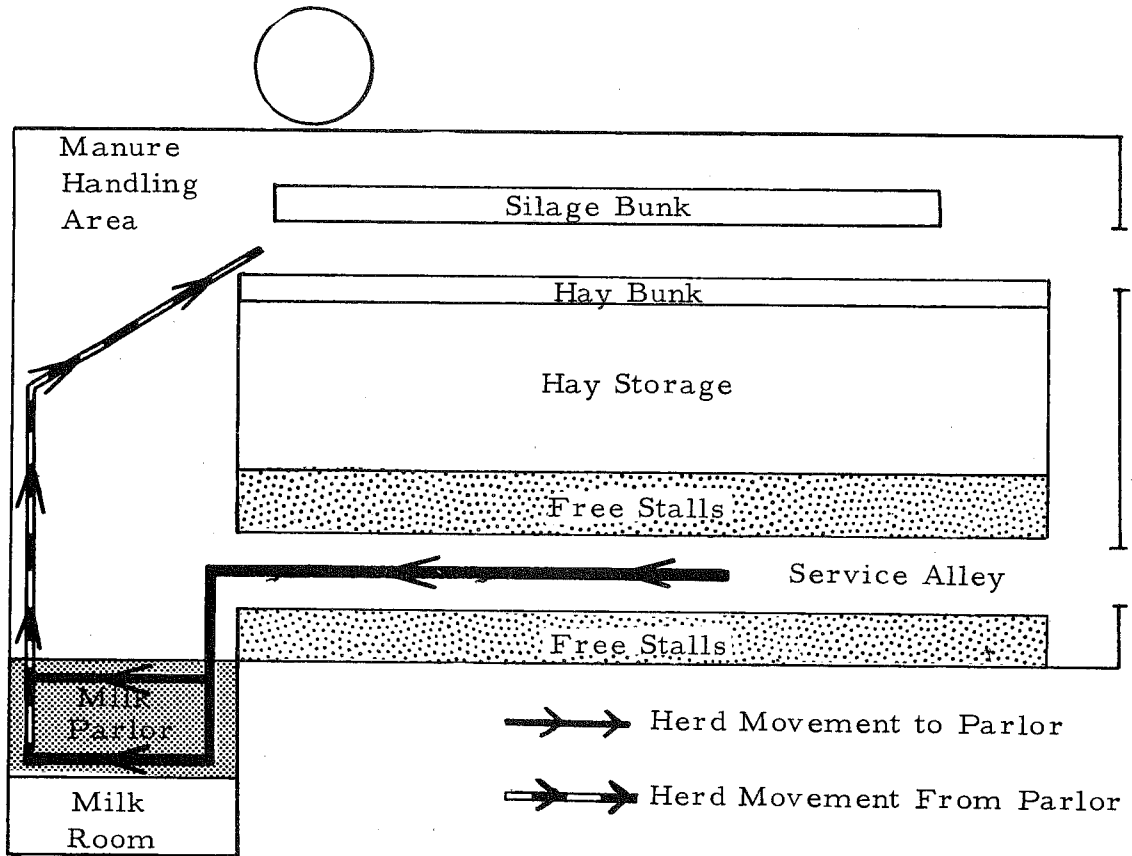 Manure
Handling
Area
Silage Bunk
Hay Bunk
Hay Storage
Free Stalls
Service Alley
Free Stalls
Milk
Parlor
Herd Movement to Parlor
Herd Movement From Parlor
Milk
Room